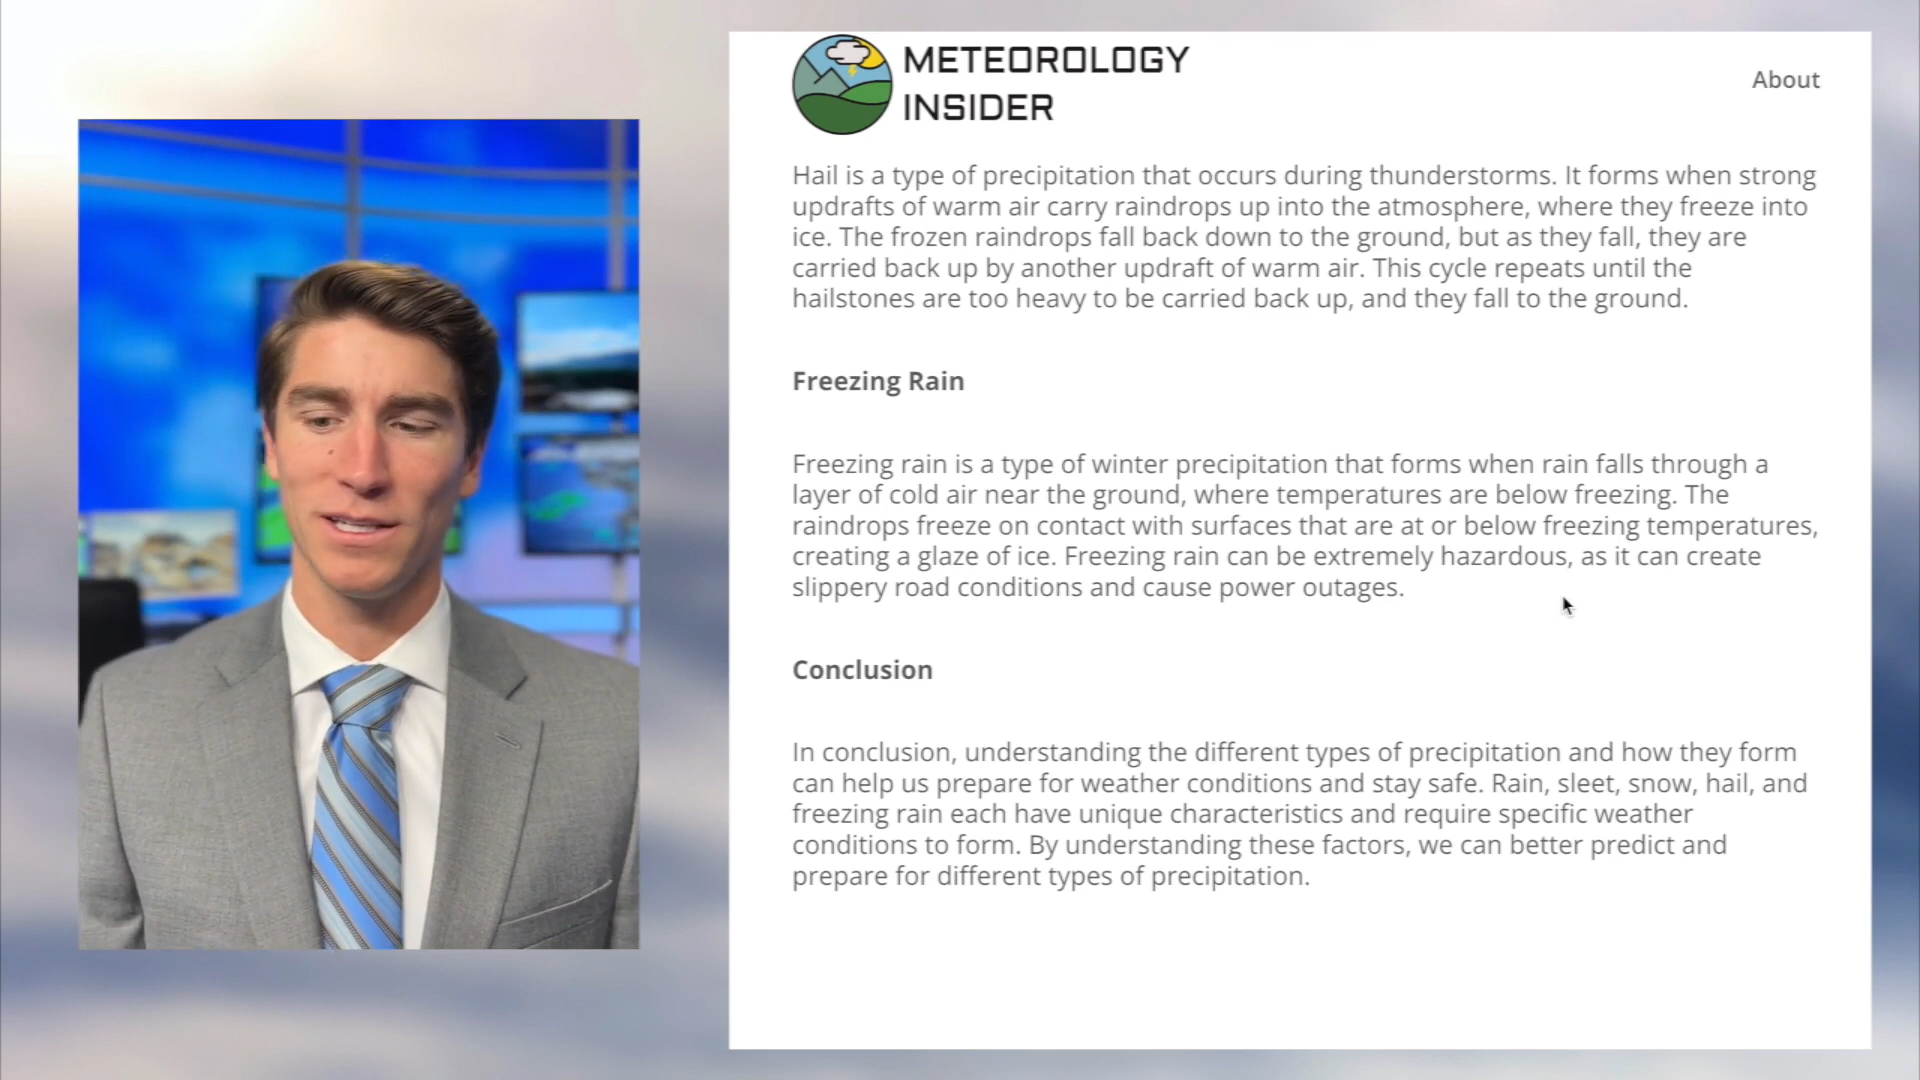 METEOROLOGY
INSIDER
About
Hail is a type of precipitation that occurs during thunderstorms. It forms when strong
updrafts of warm air carry raindrops up into the atmosphere, where they freeze into
ice. The frozen raindrops fall back down to the ground, but as they fall, they are
carried back up by another updraft of warm air. This cycle repeats until the
hailstones are too heavy to be carried back up, and they fall to the ground.
Freezing Rain
Freezing rain is a type of winter precipitation that forms when rain falls through a
layer of cold air near the ground, where temperatures are below freezing. The
raindrops freeze on contact with surfaces that are at or below freezing temperatures,
creating a glaze of ice. Freezing rain can be extremely hazardous, as it can create
slippery road conditions and cause power outages.
Conclusion
In conclusion, understanding the different types of precipitation and how they form
can help us prepare for weather conditions and stay safe. Rain, sleet, snow, hail, and
freezing rain each have unique characteristics and require specific weather
conditions to form. By understanding these factors, we can better predict and
prepare for different types of precipitation.